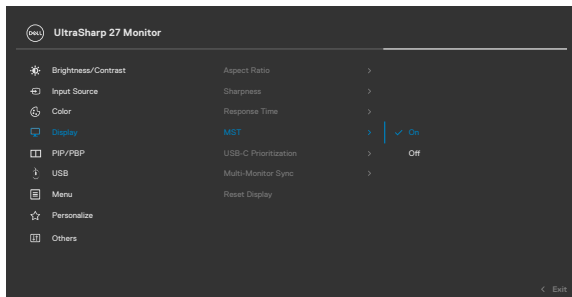 DELL
UltraSharp 27 Monitor
Brightness/Contrast
Aspect Ratio
Input Source
Sharpness
Color
Response Time
Display
MST
On
PIP/PBP
USB-C Prioritization
Off
USB
Multi-Monitor Sync
Menu
Reset Display
Personalize
Others
Exit